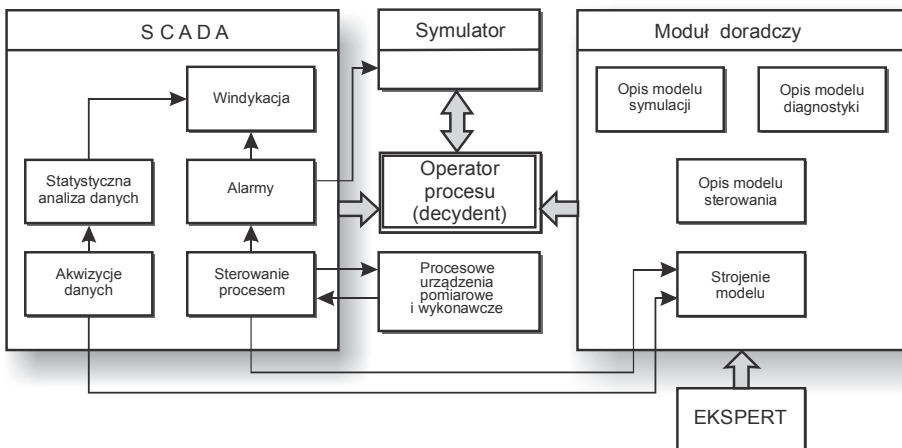 S C A D A
Windykacja
Statystyczna
analiza danych
Alarmy
Akwizycje
danych
Sterowanie
procesem
Symulator
Operator
procesu
(decydent)
Procesowe
urządzenia
pomiarowe
i wykonawcze
Moduł doradczy
Opis modelu
symulacji
Opis modelu
diagnostyki
Opis modelu
sterowania
Strojenie
modelu
EKSPERT